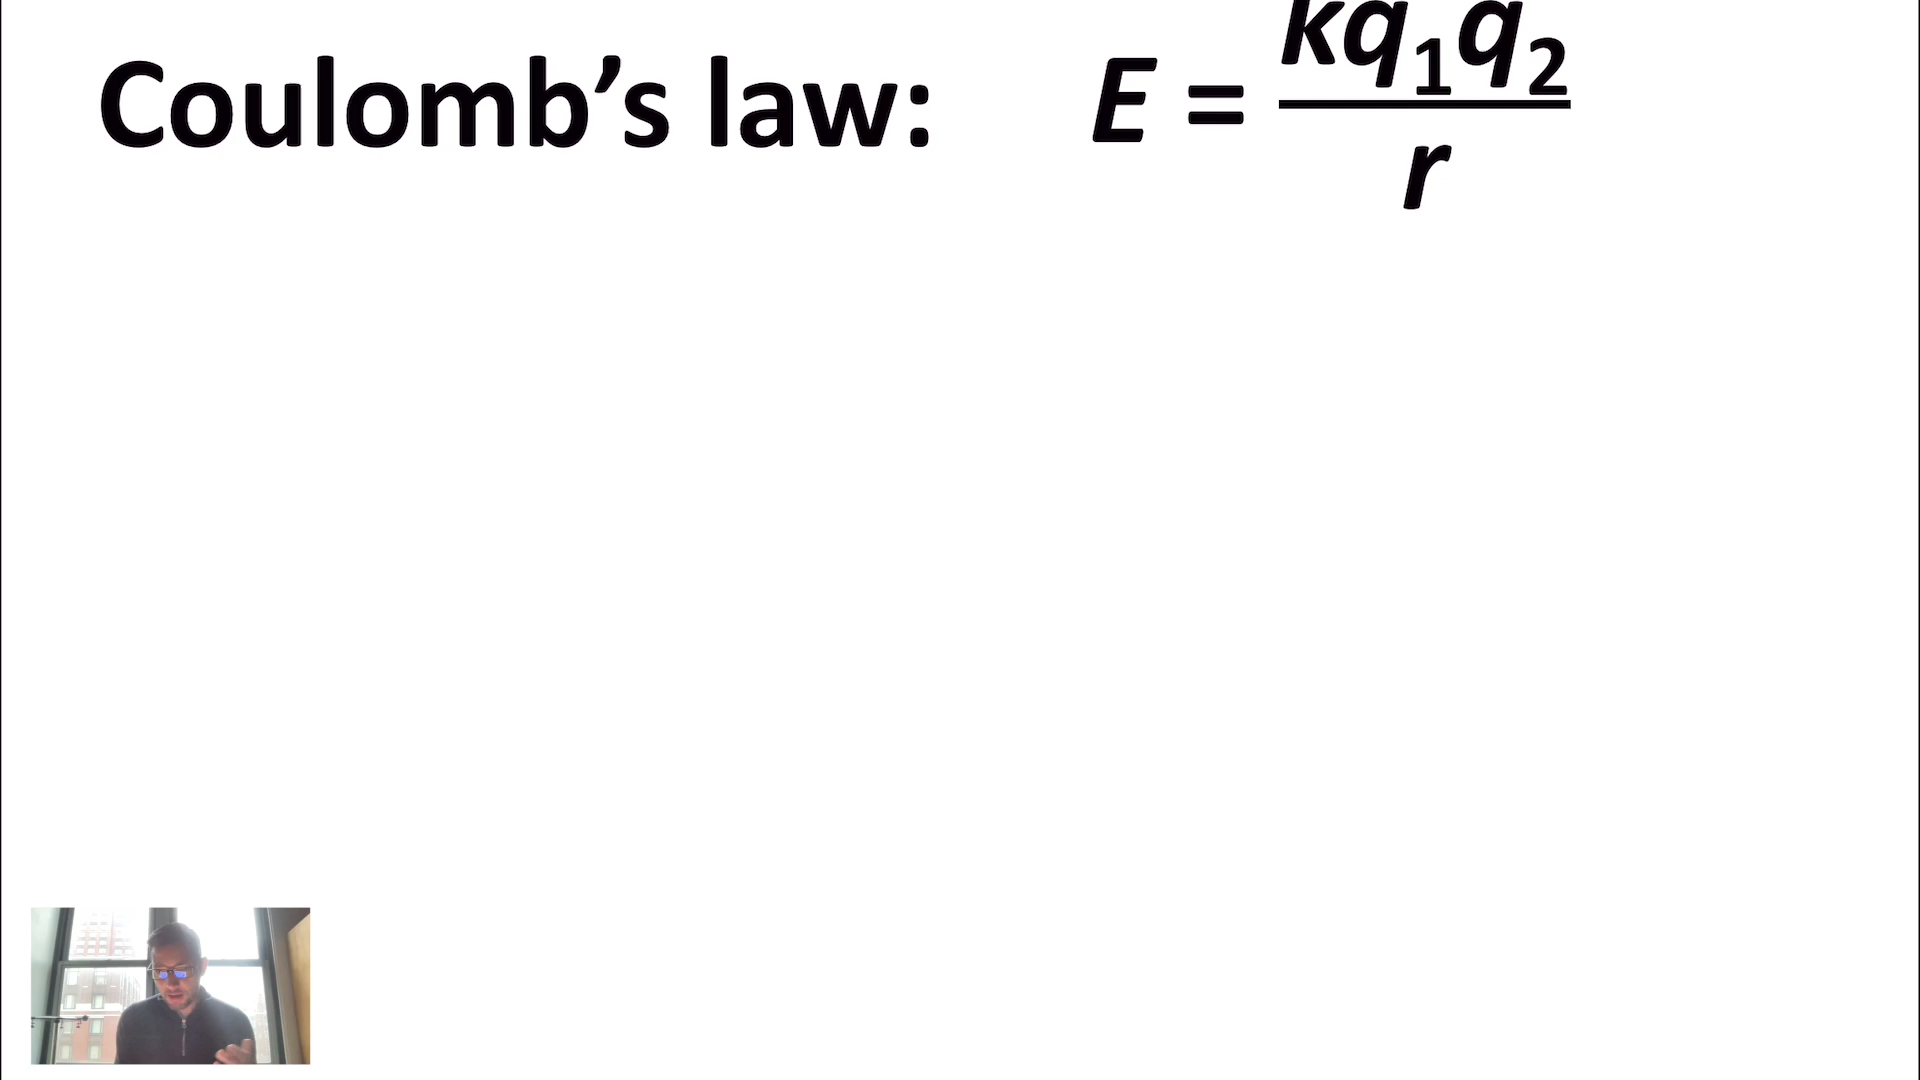 Coulomb’s law: E = kq₁q₂
r